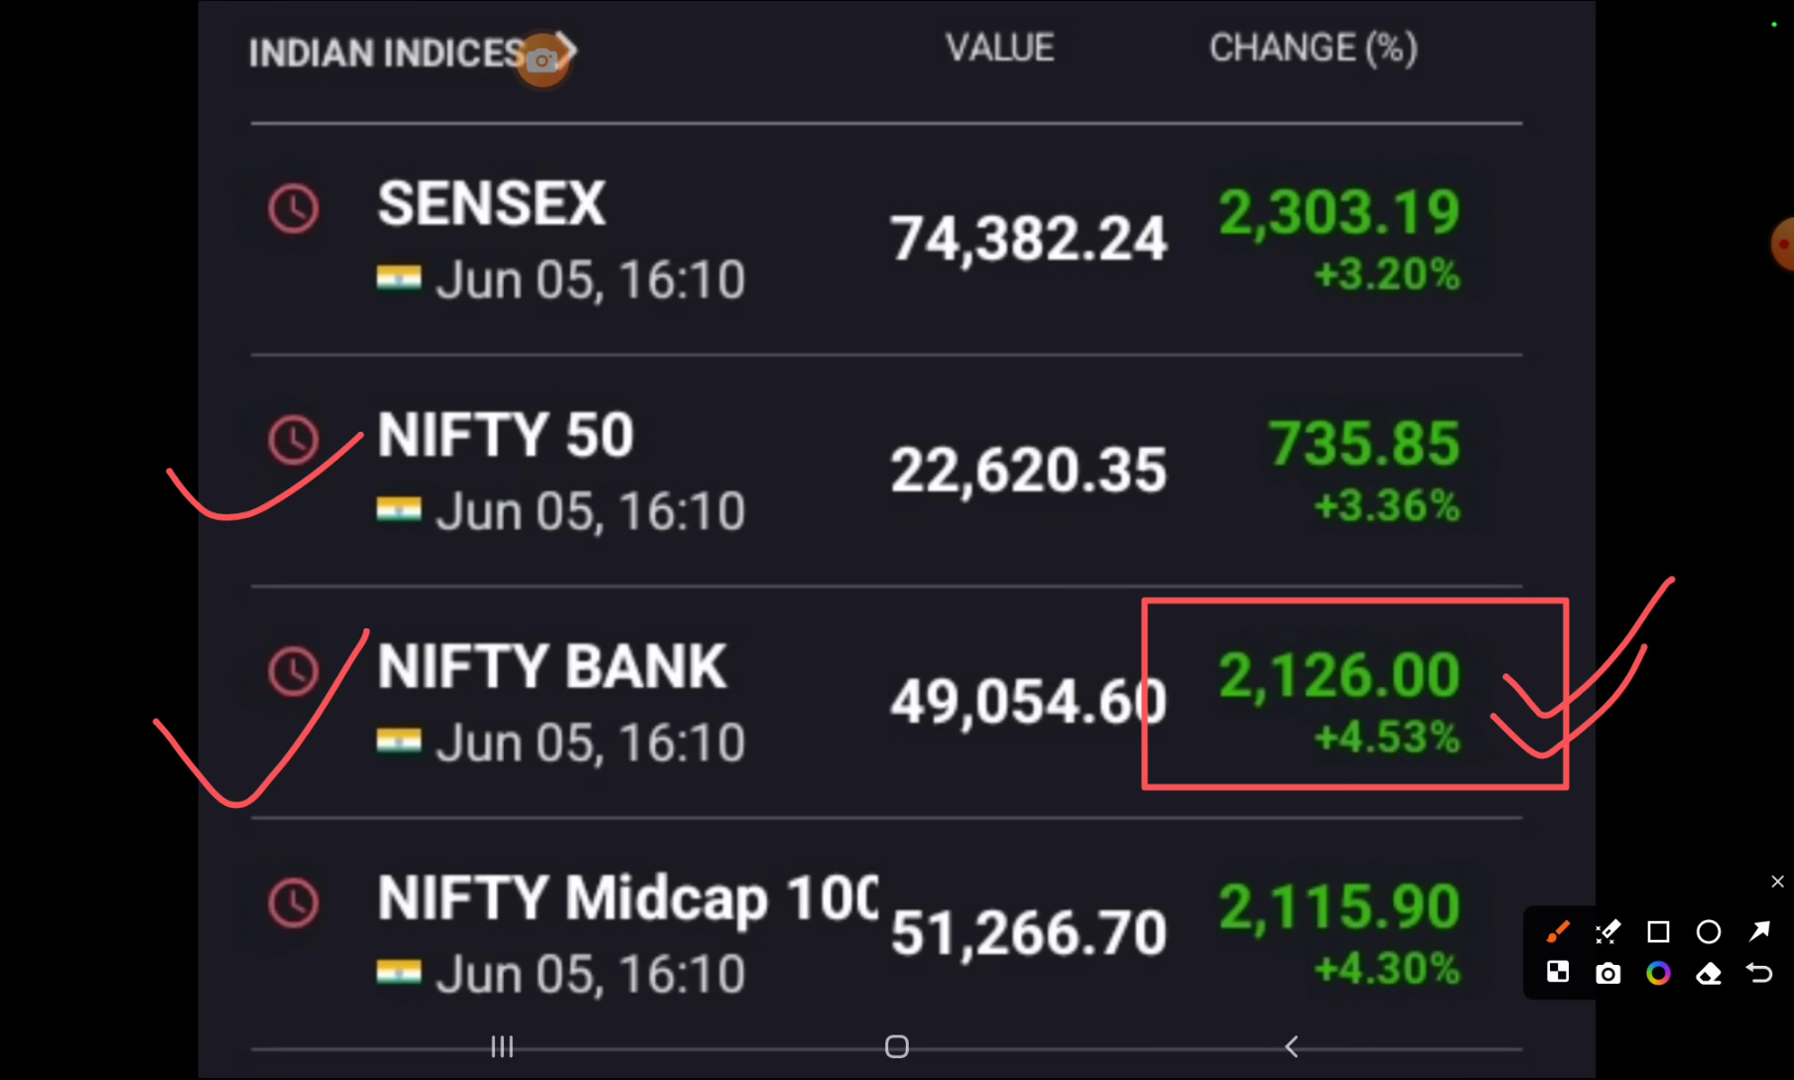 INDIAN INDICES VALUE CHANGE (%)
SENSEX
Jun 05, 16:10
74,382.24
2,303.19
+3.20%
NIFTY 50
Jun 05, 16:10
22,620.35
735.85
+3.36%
NIFTY BANK
Jun 05, 16:10
49,054.60
2,126.00
+4.53%
NIFTY Midcap 100
Jun 05, 16:10
51,266.70
2,115.90
+4.30%